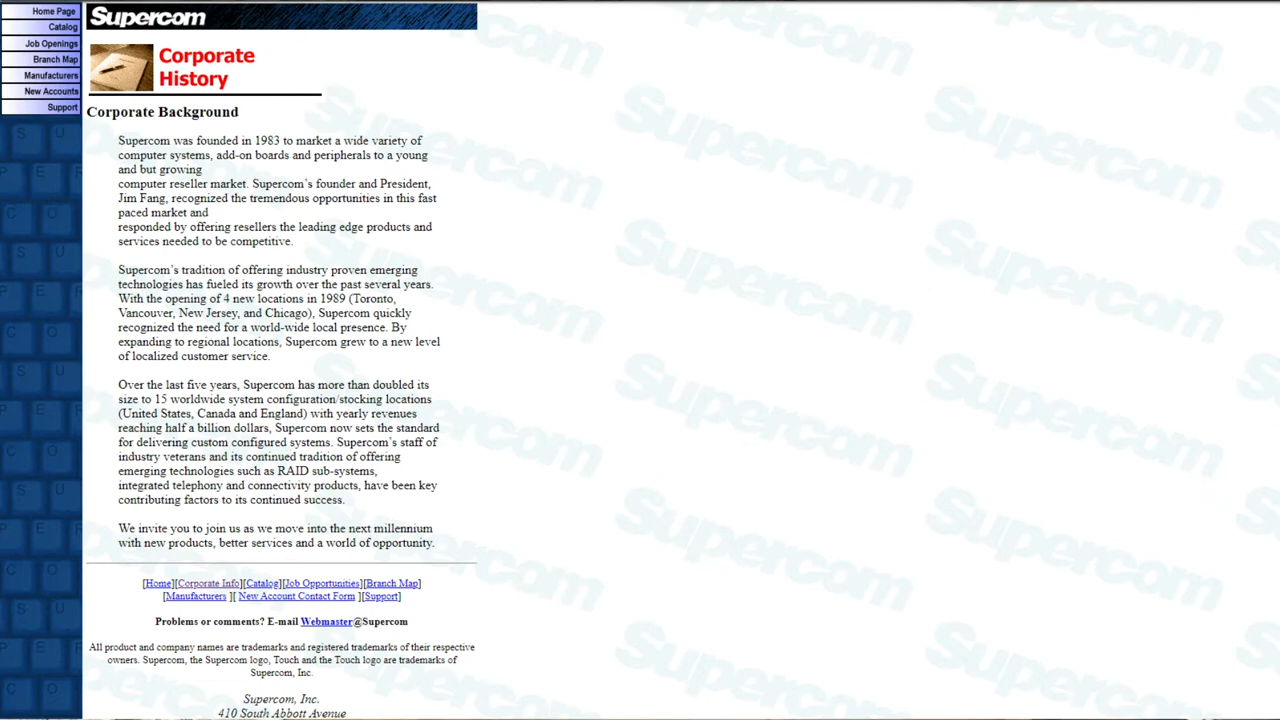 Home Page
Catalog
Job Openings
Branch Map
Manufacturers
New Accounts
Support
Supercom
Corporate
History
Corporate Background
Supercom was founded in 1983 to market a wide variety of
computer systems, add-on boards and peripherals to a young
and but growing
computer reseller market. Supercom's founder and President,
Jim Fang, recognized the tremendous opportunities in this fast
paced market and
responded by offering resellers the leading edge products and
services needed to be competitive.
Supercom's tradition of offering industry proven emerging
technologies has fueled its growth over the past several years.
With the opening of 4 new locations in 1989 (Toronto,
Vancouver, New Jersey, and Chicago), Supercom quickly
recognized the need for a world-wide local presence. By
expanding to regional locations, Supercom grew to a new level
of localized customer service.
Over the last five years, Supercom has more than doubled its
size to 15 worldwide system configuration/stocking locations
(United States, Canada and England) with yearly revenues
reaching half a billion dollars, Supercom now sets the standard
for delivering custom configured systems. Supercom's staff of
industry veterans and its continued tradition of offering
emerging technologies such as RAID sub-systems,
integrated telephony and connectivity products, have been key
contributing factors to its continued success.
We invite you to join us as we move into the next millennium
with new products, better services and a world of opportunity.
[Home][Corporate Info][Catalog][Job Opportunities][Branch Map]
[Manufacturers ][ New Account Contact Form ][Support]
Problems or comments? E-mail Webmaster@Supercom
All product and company names are trademarks and registered trademarks of their respective
owners. Supercom, the Supercom logo, Touch and the Touch logo are trademarks of
Supercom, Inc.
Supercom, Inc.
410 South Abbott Avenue